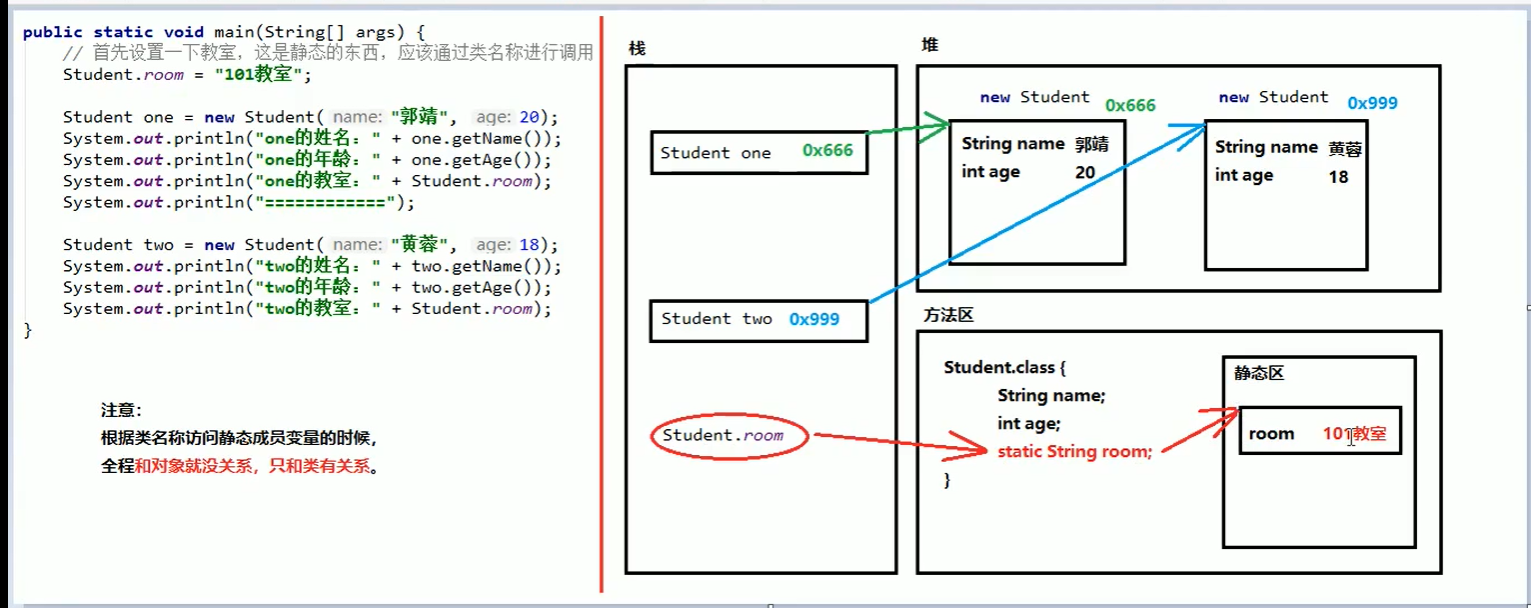 public static void main(String[] args) {
// 首先设置一下教室，这是静态的东西，应该通过类名称进行调用
Student.room = "101教室";
Student one = new Student( name: "郭靖", age: 20);
System.out.println("one的姓名：" + one.getName());
System.out.println("one的年龄：" + one.getAge());
System.out.println("one的教室：" + Student.room);
System.out.println("============");
Student two = new Student( name: "黄蓉", age: 18);
System.out.println("two的姓名：" + two.getName());
System.out.println("two的年龄：" + two.getAge());
System.out.println("two的教室：" + Student.room);
}
注意：
根据类名称访问静态成员变量的时候，
全程和对象就没关系，只和类有关系。
栈
Student one 0x666
Student two 0x999
Student.room
堆
new Student 0x666
String name 郭靖
int age 20
new Student 0x999
String name 黄蓉
int age 18
方法区
Student.class {
String name;
int age;
static String room;
}
静态区
room 101教室